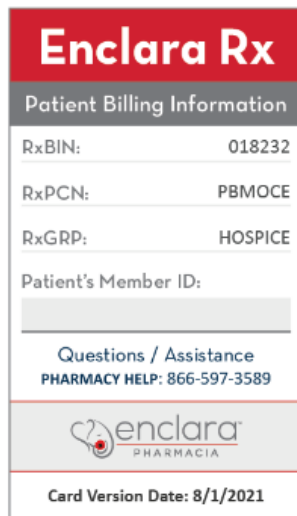 Enclara Rx
Patient Billing Information
RxBIN: 018232
RxPCN: PBMOCE
RxGRP: HOSPICE
Patient's Member ID:
Questions / Assistance
PHARMACY HELP: 866-597-3589
enclara
PHARMACIA
Card Version Date: 8/1/2021